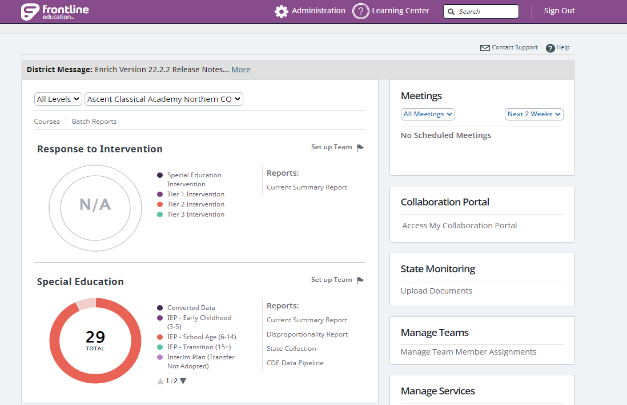 frontline
education
Administration
Learning Center
Search
Sign Out
Contact Support
Help
District Message: Enrich Version 22.2.2 Release Notes... More
All Levels
Ascent Classical Academy Northern CO
Courses
Batch Reports
Response to Intervention
Set up Team
N/A
Special Education
Intervention
Tier 1 Intervention
Tier 2 Intervention
Tier 3 Intervention
Reports:
Current Summary Report
Special Education
Set up Team
29
TOTAL
Converted Data
IEP - Early Childhood
(3-5)
IEP - School Age (6-14)
IEP - Transition (15+)
Interim Plan (Transfer
Not Adopted)
1/2
Reports:
Current Summary Report
Disproportionality Report
State Collection
CDE Data Pipeline
Meetings
All Meetings
Next 2 Weeks
No Scheduled Meetings
Collaboration Portal
Access My Collaboration Portal
State Monitoring
Upload Documents
Manage Teams
Manage Team Member Assignments
Manage Services